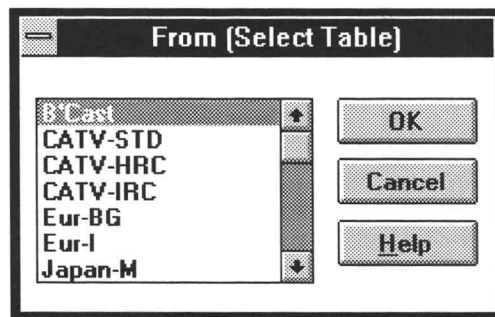 From (Select Table)
B'Cast
CATV-STD
CATV-HRC
CATV-IRC
Eur-BG
Eur-I
Japan-M
OK
Cancel
Help